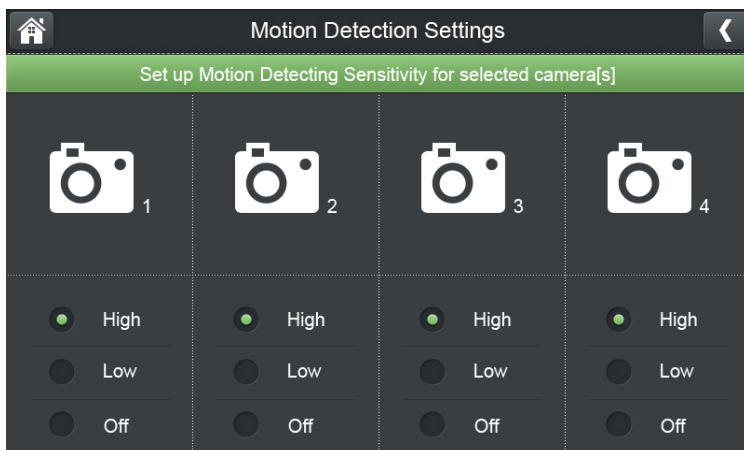 Motion Detection Settings
Set up Motion Detecting Sensitivity for selected camera[s]
1 2 3 4
High High High High
Low Low Low Low
Off Off Off Off